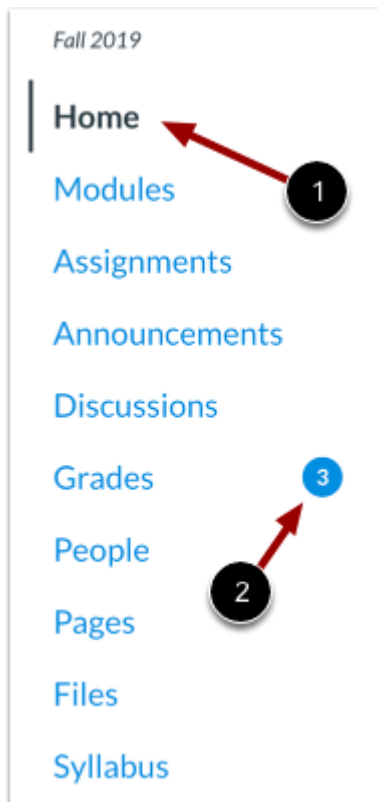 Fall 2019
Home
1
Modules
Assignments
Announcements
Discussions
Grades 3
People
2
Pages
Files
Syllabus